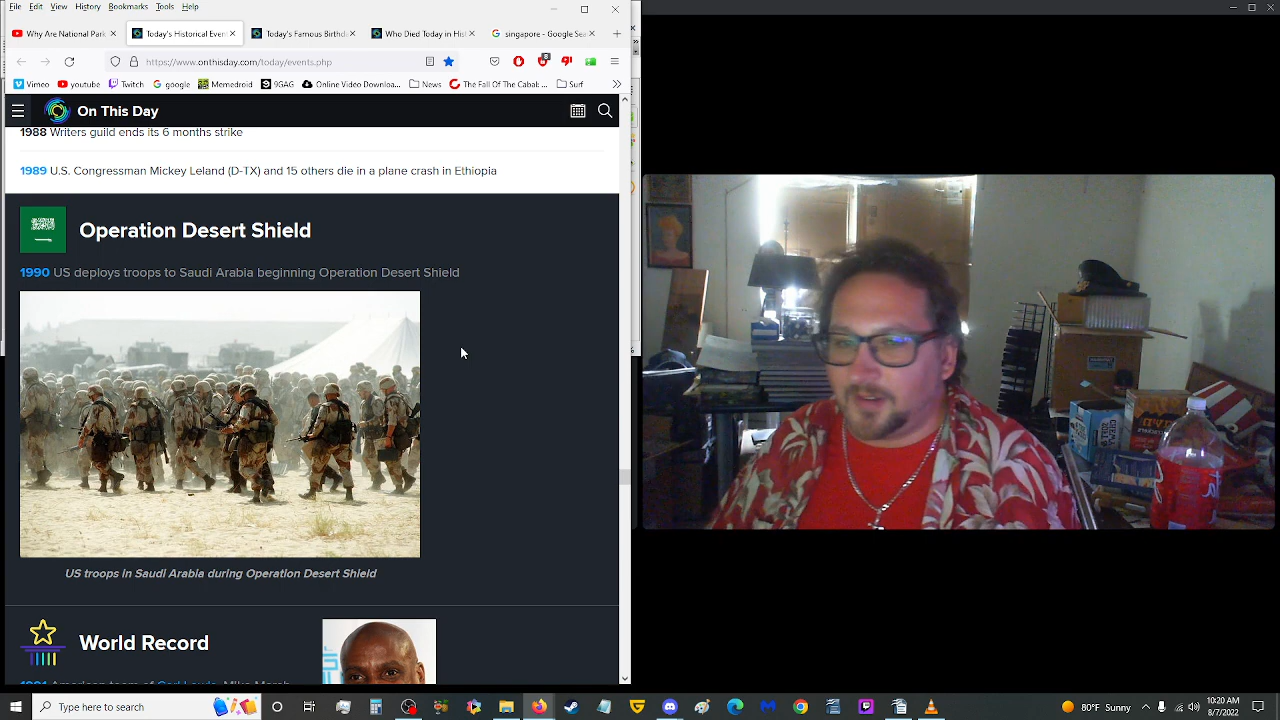 File Edit View History Bookmarks Tools Help
Why Are National Park
Today's Historical Even
Today's Famous Birthda
Who Died Today in Hist
singapore - Google Sea
https://www.onthisday.com/today/events.php
Vimeo youtube Twitch google Memedroid 9GAG Online Video Downloa... News The Fall Of The Cabal ... Surf
On This Day
1988 Writers guild ends its 6 months strike
1989 U.S. Congressman Mickey Leland (D-TX) and 15 others die in a plane crash in Ethiopia
Operation Desert Shield
1990 US deploys troops to Saudi Arabia beginning Operation Desert Shield
US troops in Saudi Arabia during Operation Desert Shield
World Record
Type here to search
80°F Sunny
10:20 AM
8/7/2022